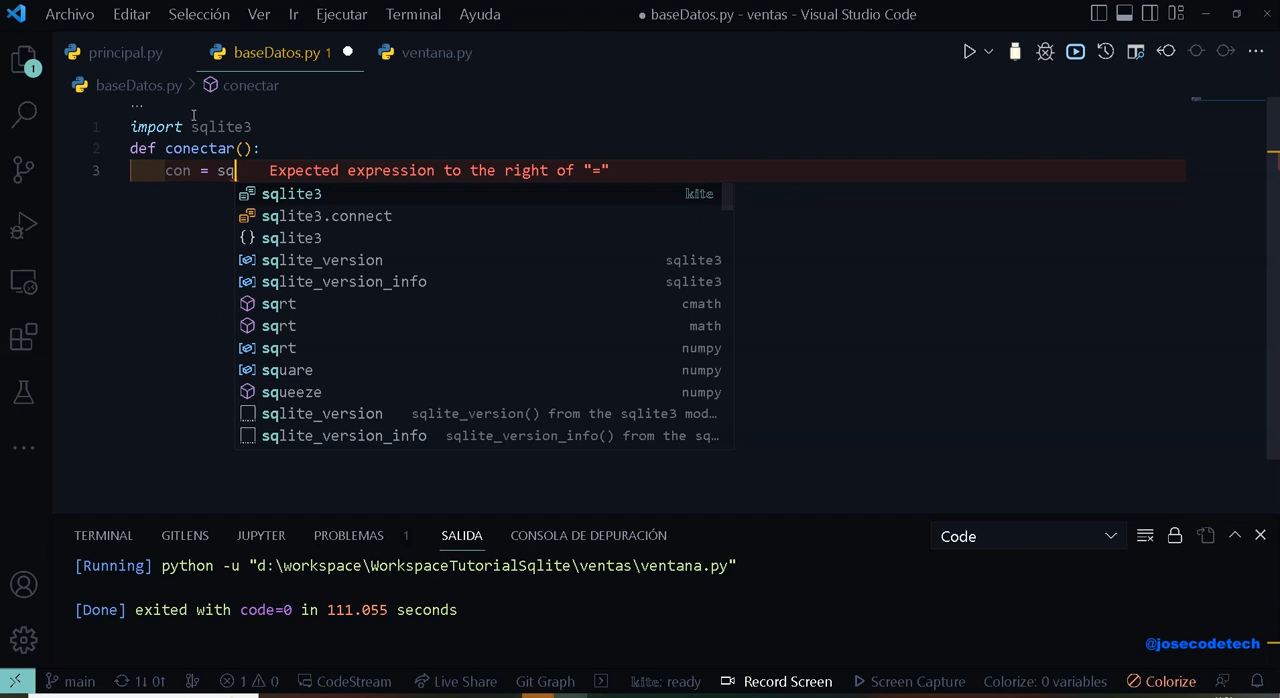 Archivo Editar Selección Ver Ir Ejecutar Terminal Ayuda ● baseDatos.py - ventas - Visual Studio Code
principal.py baseDatos.py 1 ventana.py
baseDatos.py > conectar
...
1 import sqlite3
2 def conectar():
3 con = sq Expected expression to the right of "="
sqlite3 kite
sqlite3.connect
{} sqlite3
sqlite_version sqlite3
sqlite_version_info sqlite3
sqrt cmath
sqrt math
sqrt numpy
square numpy
squeeze numpy
sqlite_version sqlite_version() from the sqlite3 mod…
sqlite_version_info sqlite_version_info() from the sq…
TERMINAL GITLENS JUPYTER PROBLEMAS 1 SALIDA CONSOLA DE DEPURACIÓN Code
[Running] python -u "d:\workspace\WorkspaceTutorialSqlite\ventas\ventana.py"
[Done] exited with code=0 in 111.055 seconds
@josecodetech
main 1↓ 0↑ 1 0 CodeStream Live Share Git Graph kite: ready Record Screen Screen Capture Colorize: 0 variables Colorize